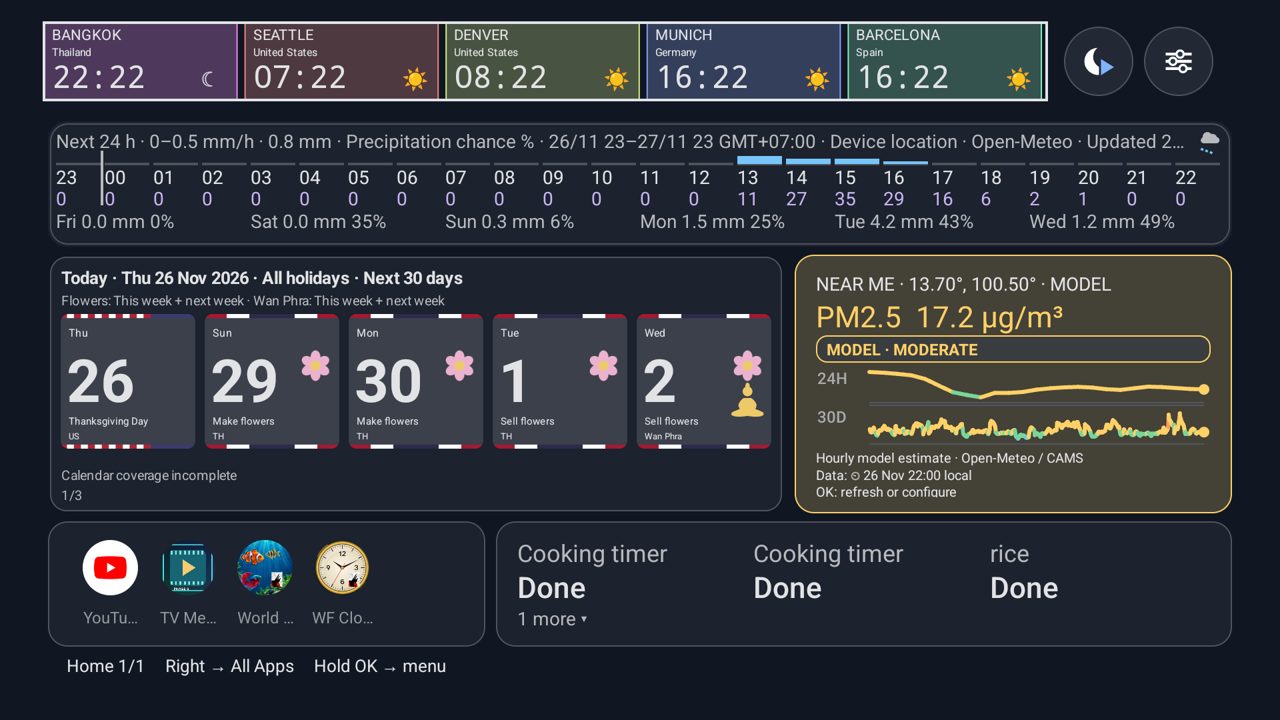 BANGKOK
Thailand
22:22
SEATTLE
United States
07:22
DENVER
United States
08:22
MUNICH
Germany
16:22
BARCELONA
Spain
16:22
Next 24 h · 0–0.5 mm/h · 0.8 mm · Precipitation chance % · 26/11 23–27/11 23 GMT+07:00 · Device location · Open-Meteo · Updated 2…
23 00 01 02 03 04 05 06 07 08 09 10 11 12 13 14 15 16 17 18 19 20 21 22
0 0 0 0 0 0 0 0 0 0 0 0 0 0 11 27 35 29 16 6 2 1 0 0
Fri 0.0 mm 0% Sat 0.0 mm 35% Sun 0.3 mm 6% Mon 1.5 mm 25% Tue 4.2 mm 43% Wed 1.2 mm 49%
Today · Thu 26 Nov 2026 · All holidays · Next 30 days
Flowers: This week + next week · Wan Phra: This week + next week
Thu
26
Thanksgiving Day
US
Sun
29
Make flowers
TH
Mon
30
Make flowers
TH
Tue
1
Sell flowers
TH
Wed
2
Sell flowers
Wan Phra
Calendar coverage incomplete
1/3
NEAR ME · 13.70°, 100.50° · MODEL
PM2.5 17.2 µg/m³
MODEL · MODERATE
24H
30D
Hourly model estimate · Open-Meteo / CAMS
Data: ⏲ 26 Nov 22:00 local
OK: refresh or configure
YouTu…
TV Me…
World …
WF Clo…
Cooking timer
Done
1 more ▾
Cooking timer
Done
rice
Done
Home 1/1 Right → All Apps Hold OK → menu